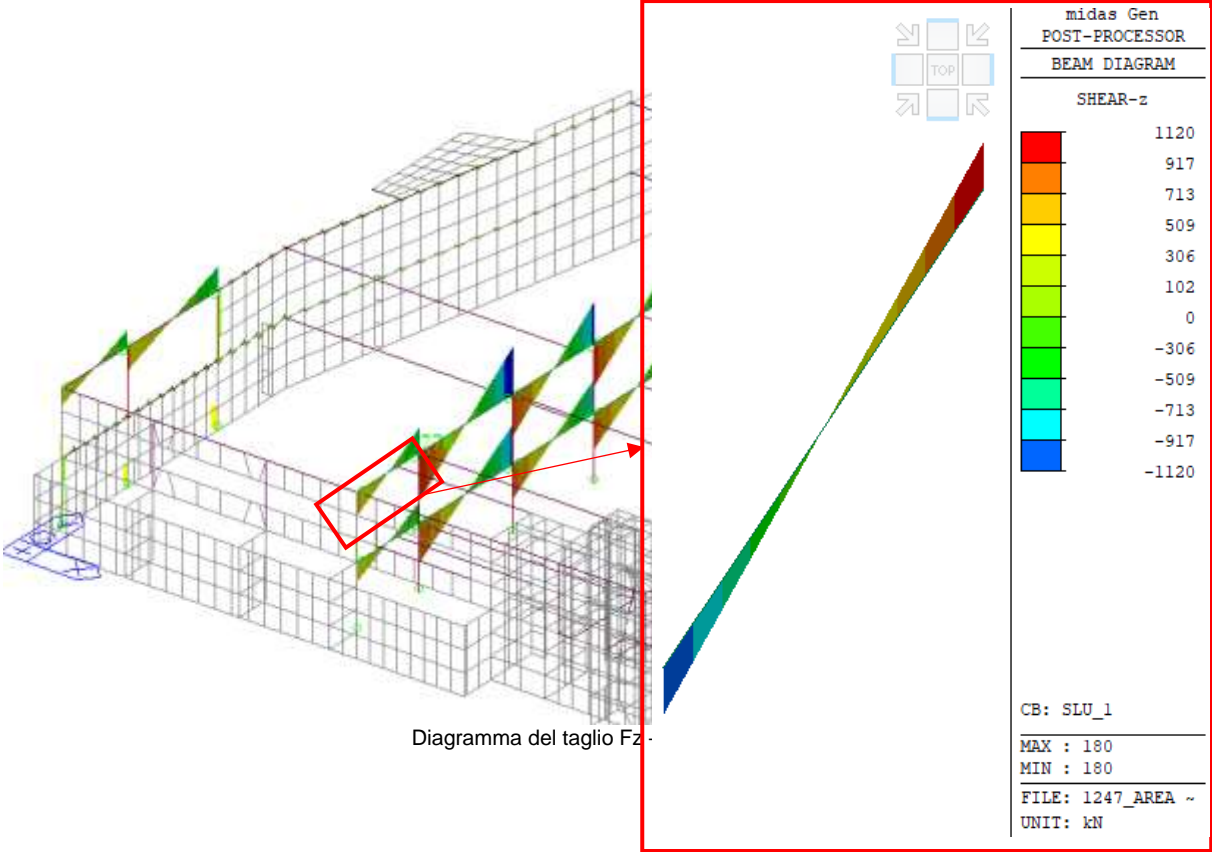 TOP
midas Gen
POST-PROCESSOR
BEAM DIAGRAM
SHEAR-z
1120
917
713
509
306
102
0
-306
-509
-713
-917
-1120
CB: SLU_1
MAX : 180
MIN : 180
FILE: 1247_AREA ~
UNIT: kN
Diagramma del taglio Fz -
X